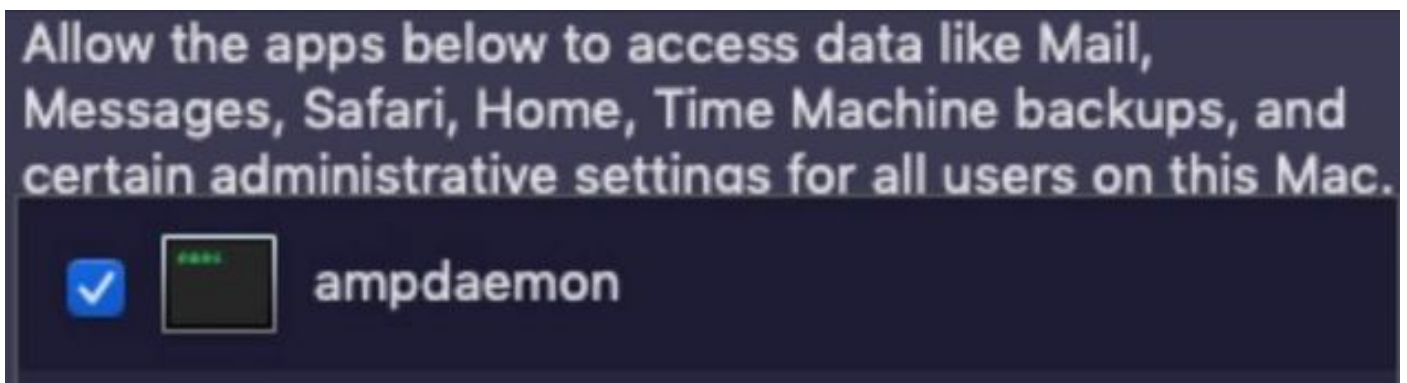 Allow the apps below to access data like Mail,
Messages, Safari, Home, Time Machine backups, and
certain administrative settings for all users on this Mac.
ampdaemon